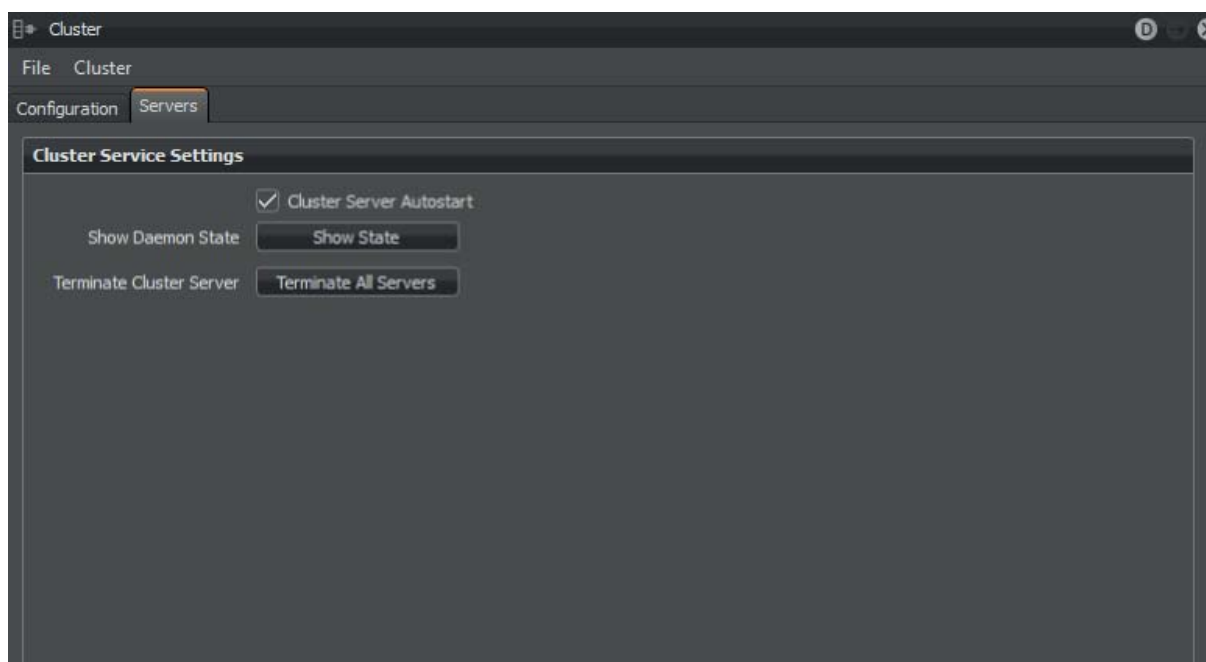 Cluster
D
File Cluster
Configuration Servers
Cluster Service Settings
Cluster Server Autostart
Show Daemon State Show State
Terminate Cluster Server Terminate All Servers